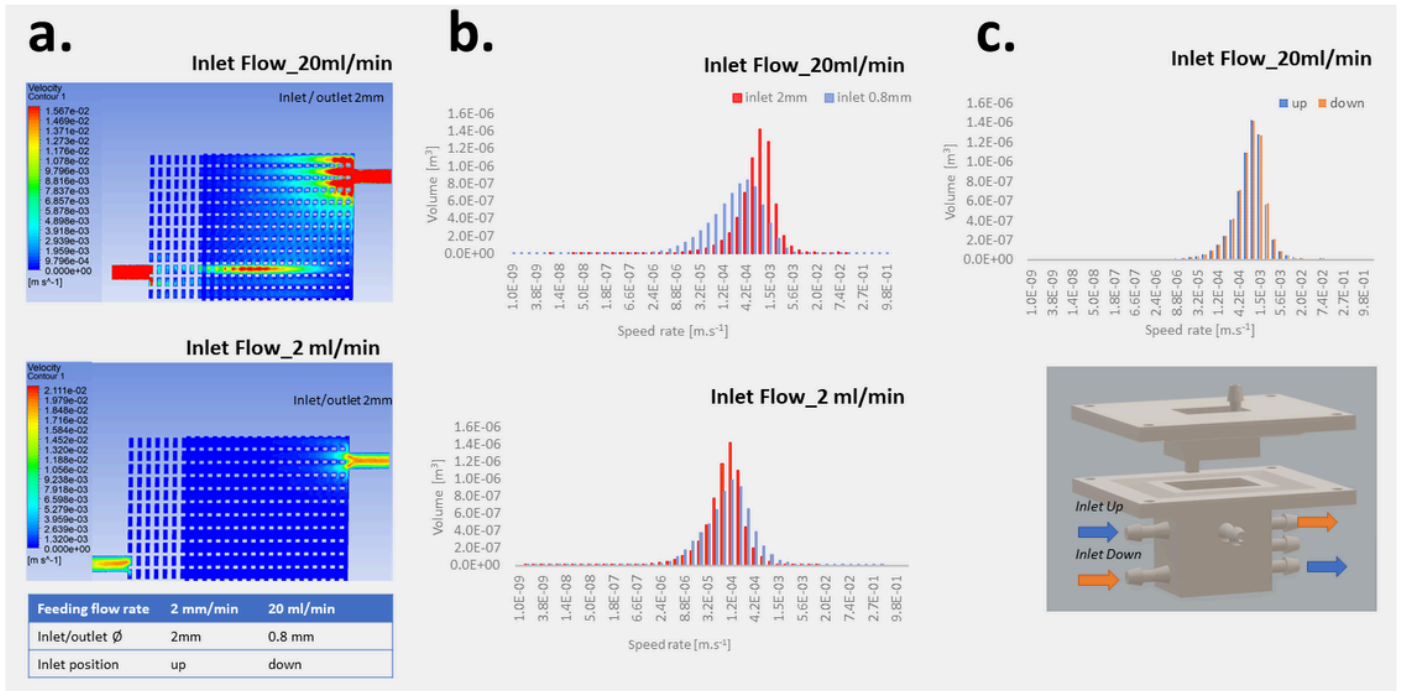 a.
Inlet Flow_20ml/min
Velocity
Contour 1
Inlet / outlet 2mm
1.567e-02
1.469e-02
1.371e-02
1.273e-02
1.176e-02
1.078e-02
9.796e-03
8.816e-03
7.837e-03
6.857e-03
5.878e-03
4.898e-03
3.918e-03
2.939e-03
1.959e-03
9.796e-04
0.000e+00
[m s^-1]
Inlet Flow_2 ml/min
Velocity
Contour 1
Inlet/outlet 2mm
2.111e-02
1.979e-02
1.848e-02
1.716e-02
1.584e-02
1.452e-02
1.320e-02
1.188e-02
1.056e-02
9.238e-03
7.918e-03
6.598e-03
5.279e-03
3.959e-03
2.639e-03
1.320e-03
0.000e+00
[m s^-1]
Feeding flow rate 2 mm/min 20 ml/min
Inlet/outlet Ø 2mm 0.8 mm
Inlet position up down
b.
Inlet Flow_20ml/min
inlet 2mm inlet 0.8mm
1.6E-06
1.4E-06
1.2E-06
1.0E-06
8.0E-07
6.0E-07
4.0E-07
2.0E-07
0.0E+00
Volume [m³]
1.0E-09 3.8E-09 1.4E-08 5.0E-08 1.8E-07 6.6E-07 2.4E-06 8.8E-06 3.2E-05 1.2E-04 4.2E-04 1.5E-03 5.6E-03 2.0E-02 7.4E-02 2.7E-01 9.8E-01
Speed rate [m.s⁻¹]
Inlet Flow_2 ml/min
1.6E-06
1.4E-06
1.2E-06
1.0E-06
8.0E-07
6.0E-07
4.0E-07
2.0E-07
0.0E+00
Volume [m³]
1.0E-09 3.8E-09 1.4E-08 5.0E-08 1.8E-07 6.6E-07 2.4E-06 8.8E-06 3.2E-05 1.2E-04 4.2E-04 1.5E-03 5.6E-03 2.0E-02 7.4E-02 2.7E-01 9.8E-01
Speed rate [m.s⁻¹]
c.
Inlet Flow_20ml/min
up down
1.6E-06
1.4E-06
1.2E-06
1.0E-06
8.0E-07
6.0E-07
4.0E-07
2.0E-07
0.0E+00
Volume [m³]
1.0E-09 3.8E-09 1.4E-08 5.0E-08 1.8E-07 6.6E-07 2.4E-06 8.8E-06 3.2E-05 1.2E-04 4.2E-04 1.5E-03 5.6E-03 2.0E-02 7.4E-02 2.7E-01 9.8E-01
Speed rate [m.s⁻¹]
Inlet Up
Inlet Down